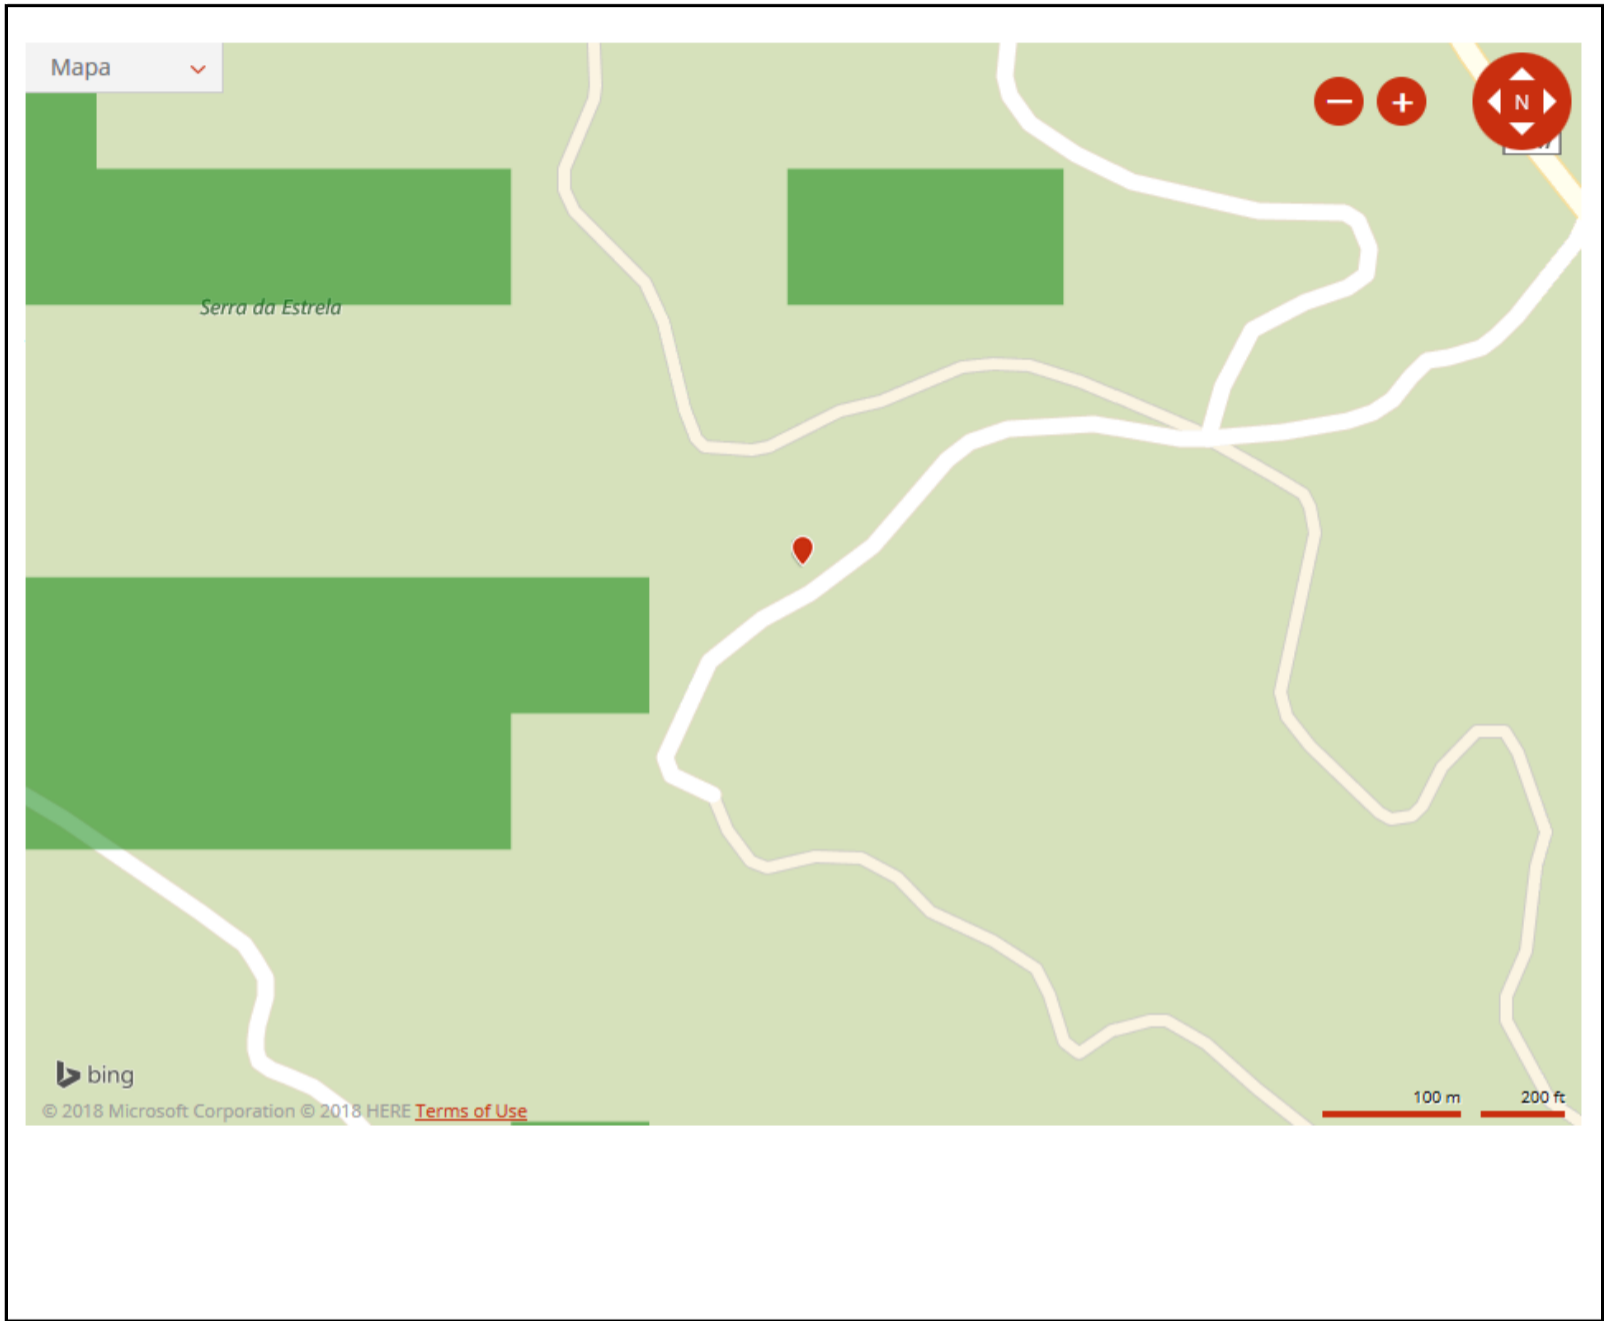 Mapa
N
Serra da Estrela
bing
100 m
200 ft
© 2018 Microsoft Corporation © 2018 HERE Terms of Use